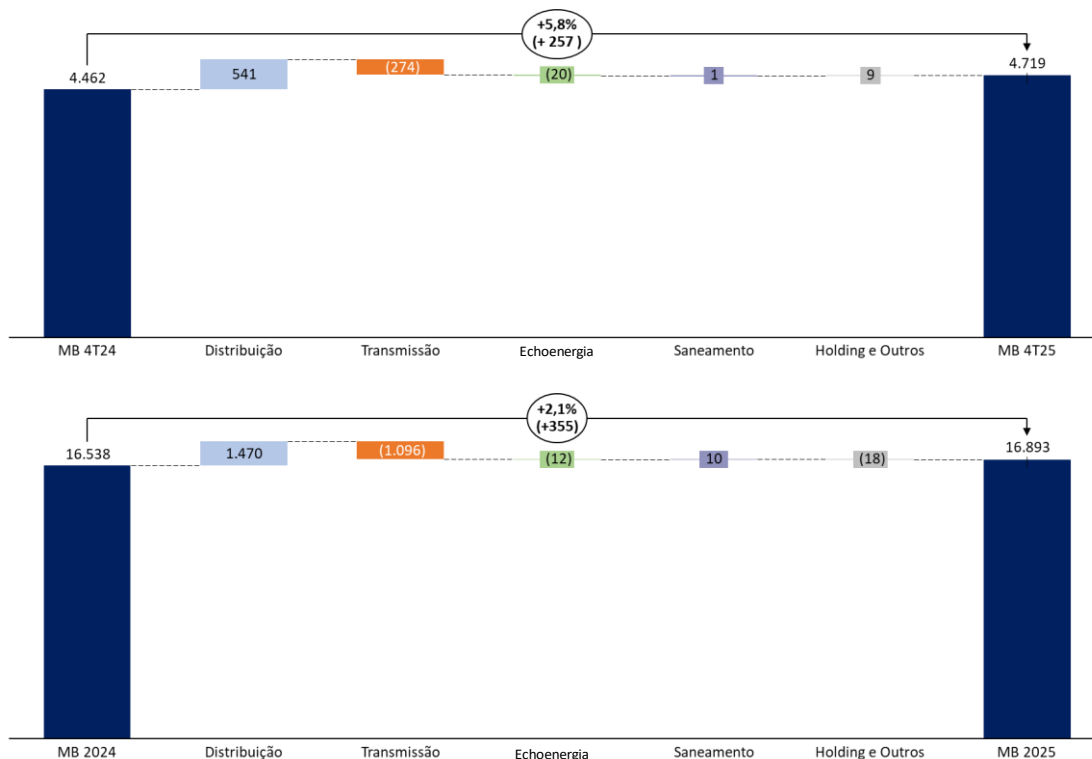 +5,8%
(+ 257 )
4.462
541
(274)
(20)
1
9
4.719
MB 4T24
Distribuição
Transmissão
Echoenergia
Saneamento
Holding e Outros
MB 4T25
+2,1%
(+355)
16.538
1.470
(1.096)
(12)
10
(18)
16.893
MB 2024
Distribuição
Transmissão
Echoenergia
Saneamento
Holding e Outros
MB 2025